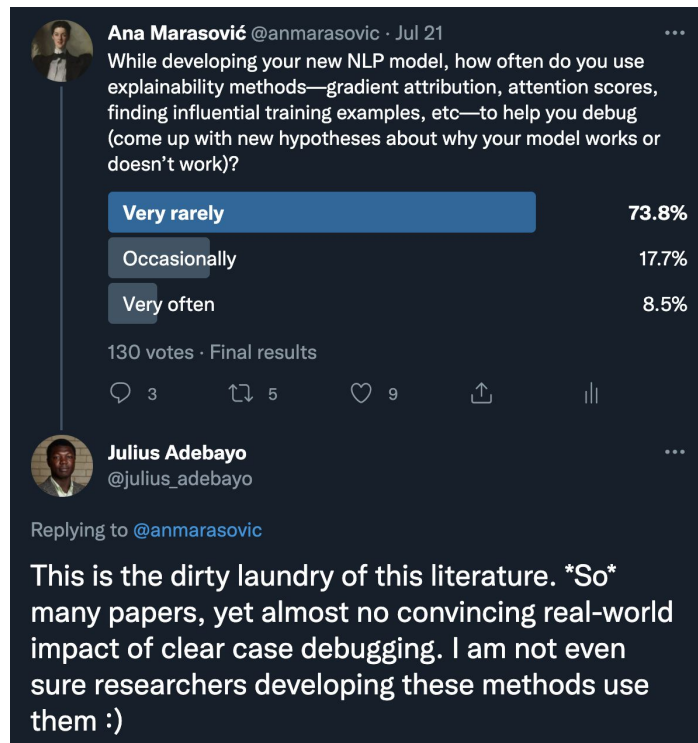 Ana Marasović @anmarasovic · Jul 21
While developing your new NLP model, how often do you use
explainability methods—gradient attribution, attention scores,
finding influential training examples, etc—to help you debug
(come up with new hypotheses about why your model works or
doesn't work)?
Very rarely 73.8%
Occasionally 17.7%
Very often 8.5%
130 votes · Final results
3 5 9
Julius Adebayo
@julius_adebayo
Replying to @anmarasovic
This is the dirty laundry of this literature. *So*
many papers, yet almost no convincing real-world
impact of clear case debugging. I am not even
sure researchers developing these methods use
them :)